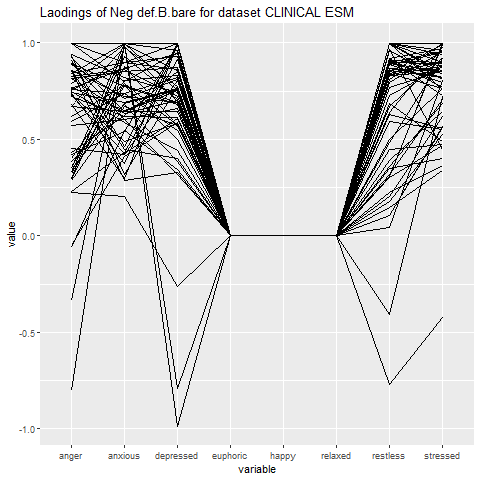 Laodings of Neg def.B.bare for dataset CLINICAL ESM
1.0
0.5
0.0
-0.5
-1.0
value
anger anxious depressed euphoric happy relaxed restless stressed
variable